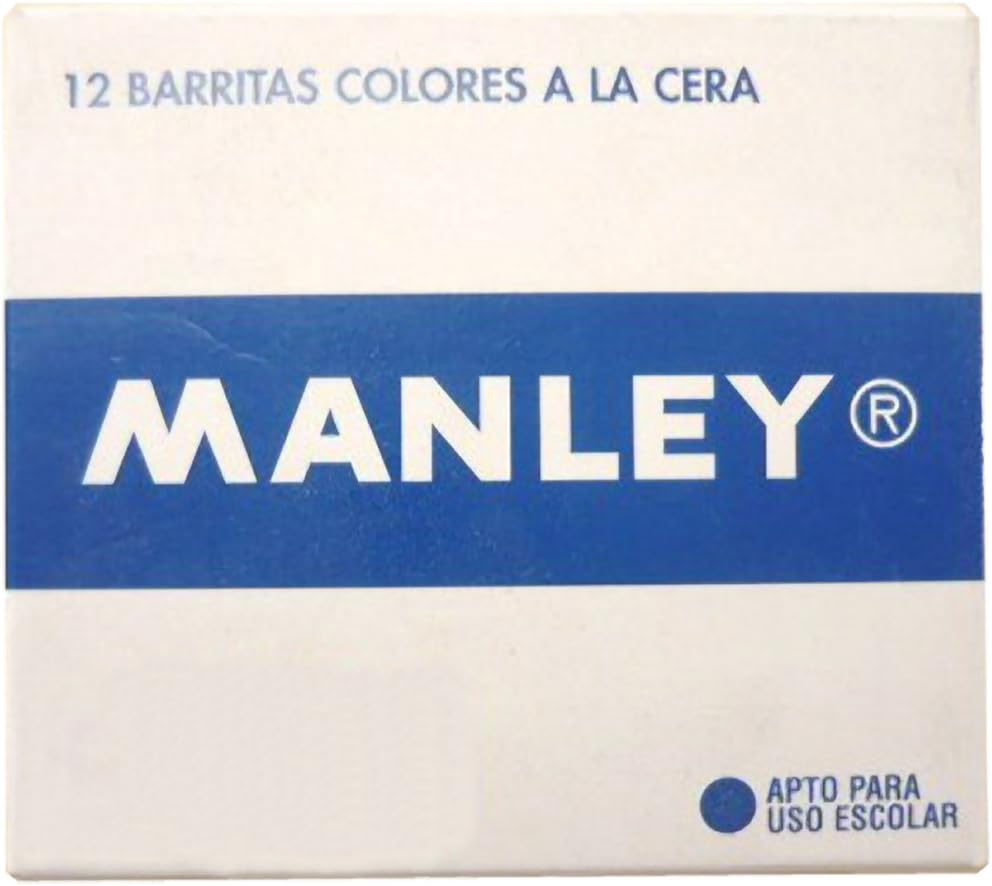 12 BARRITAS COLORES A LA CERA
MANLEY®
APTO PARA
USO ESCOLAR